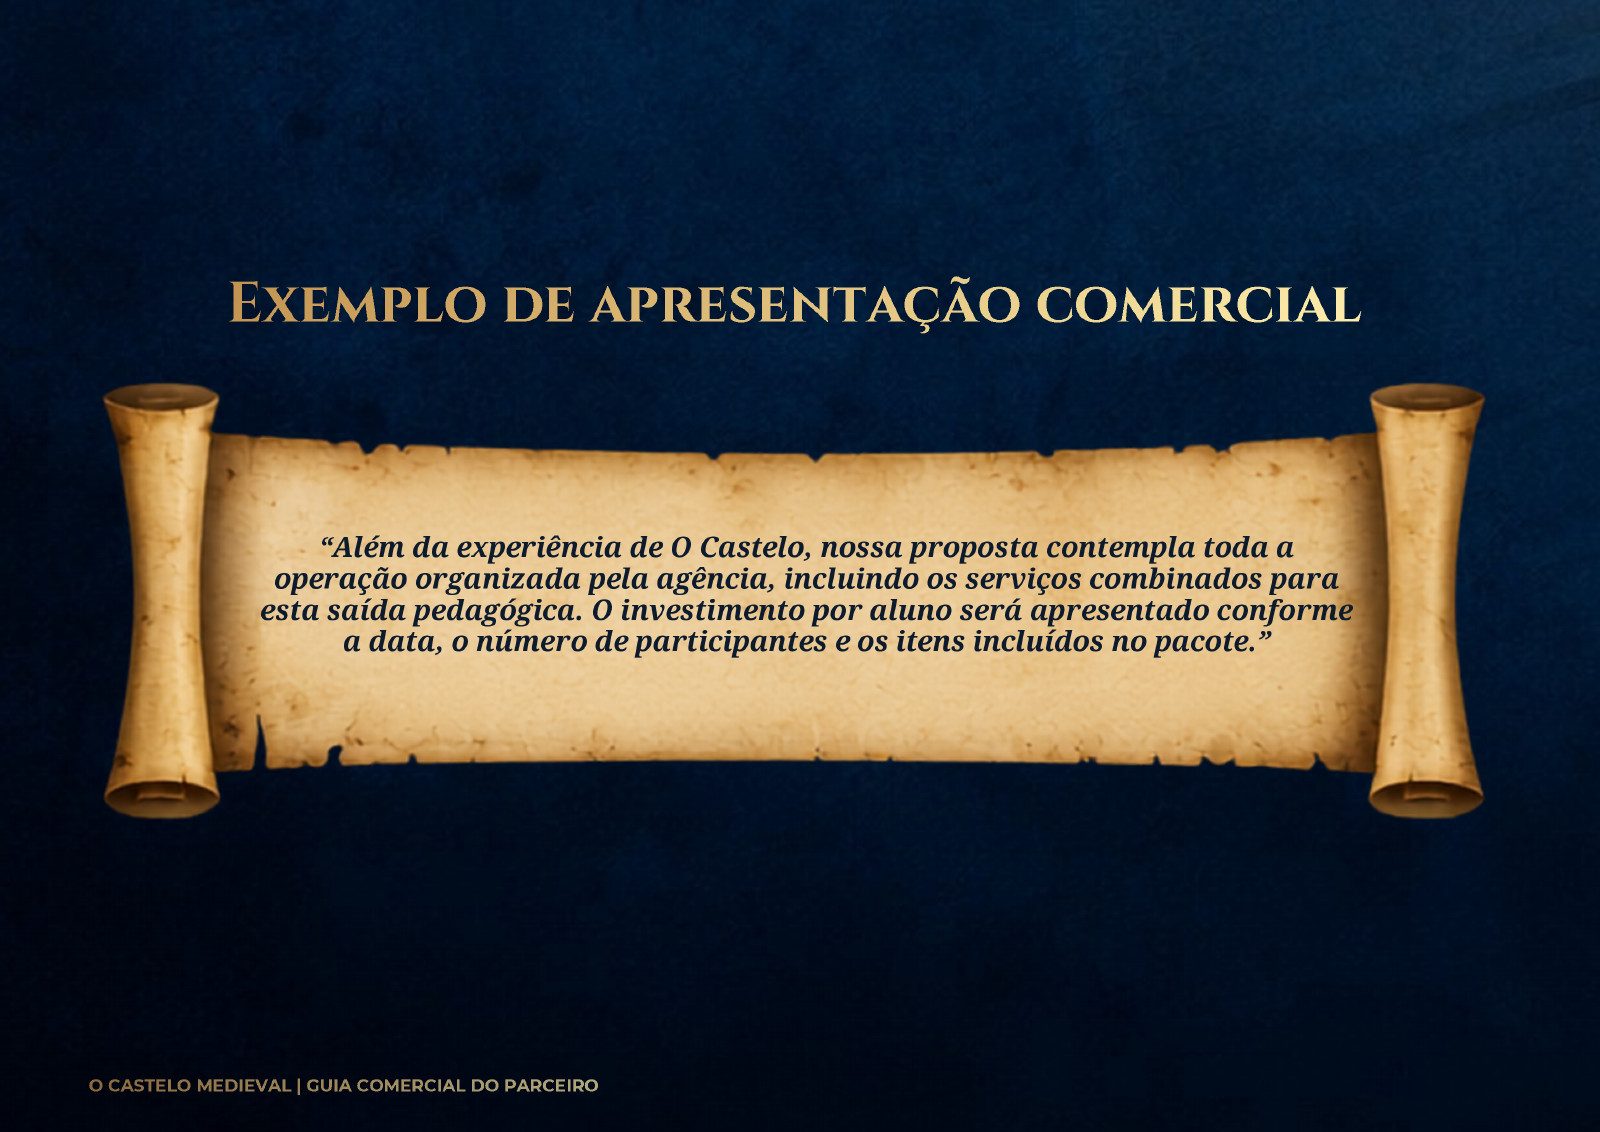 Exemplo de apresentação comercial
“Além da experiência de O Castelo, nossa proposta contempla toda a
operação organizada pela agência, incluindo os serviços combinados para
esta saída pedagógica. O investimento por aluno será apresentado conforme
a data, o número de participantes e os itens incluídos no pacote.”
O CASTELO MEDIEVAL | GUIA COMERCIAL DO PARCEIRO